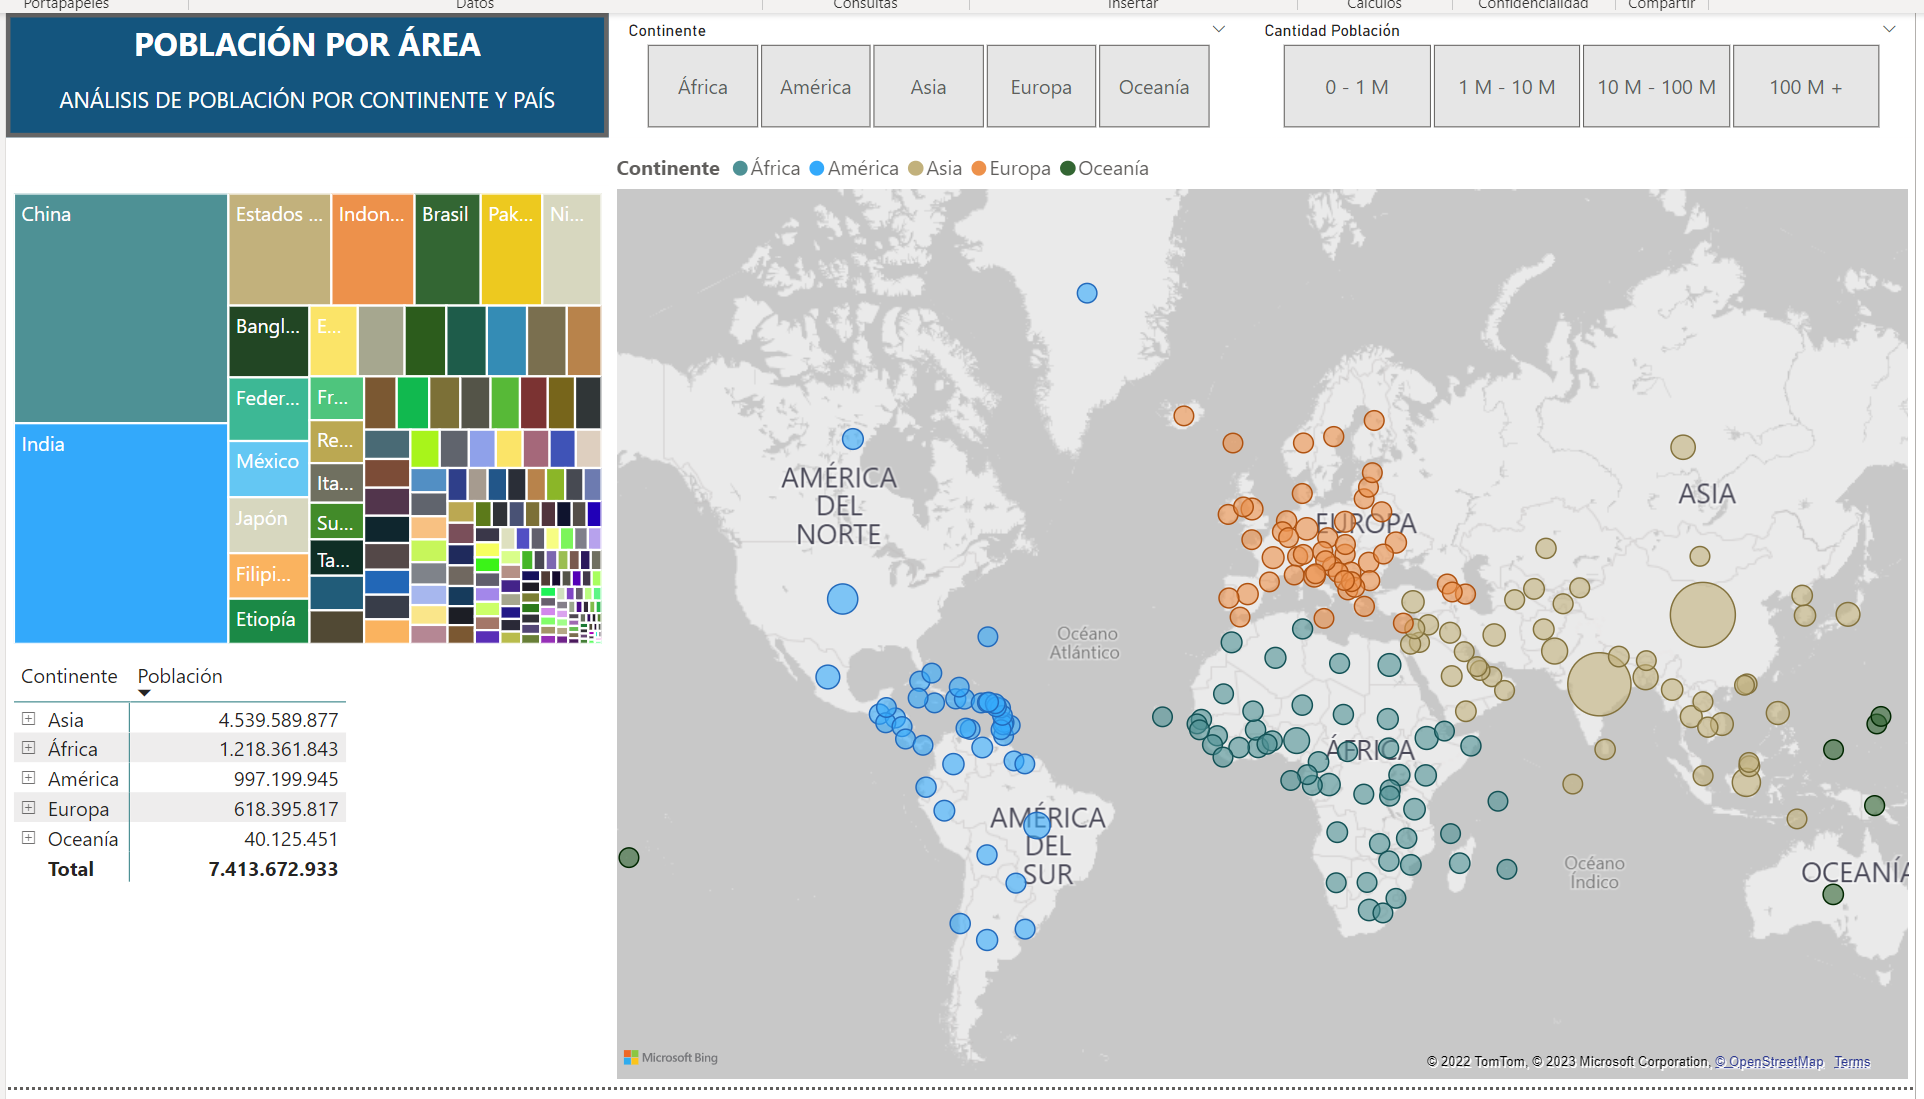 Portapapeles
Datos
Consultas
Insertar
Cálculos
Confidencialidad
Compartir
POBLACIÓN POR ÁREA
ANÁLISIS DE POBLACIÓN POR CONTINENTE Y PAÍS
Continente
África
América
Asia
Europa
Oceanía
Cantidad Población
0 - 1 M
1 M - 10 M
10 M - 100 M
100 M +
Continente África América Asia Europa Oceanía
China
Estados ...
Indon...
Brasil
Pak...
Ni...
Bangl...
E...
Feder...
Fr...
India
Re...
México
Ita...
Japón
Su...
Ta...
Filipi...
Etiopía
Continente Población
Asia 4.539.589.877
África 1.218.361.843
América 997.199.945
Europa 618.395.817
Oceanía 40.125.451
Total 7.413.672.933
AMÉRICA
DEL
NORTE
EUROPA
ASIA
Océano
Atlántico
ÁFRICA
AMÉRICA
DEL
SUR
Océano
Índico
OCEANÍA
Microsoft Bing
© 2022 TomTom, © 2023 Microsoft Corporation, © OpenStreetMap Terms